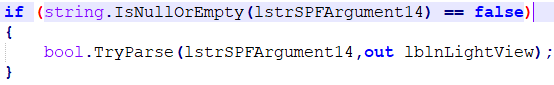 if (string.IsNullOrEmpty(lstrSPFArgument14) == false)
{
bool.TryParse(lstrSPFArgument14,out lblnLightView);
}